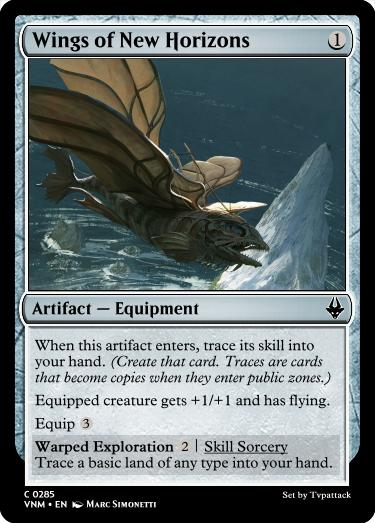 Wings of New Horizons 1
Artifact — Equipment
When this artifact enters, trace its skill into
your hand. (Create that card. Traces are cards
that become copies when they enter public zones.)
Equipped creature gets +1/+1 and has flying.
Equip 3
Warped Exploration 2 | Skill Sorcery
Trace a basic land of any type into your hand.
C 0285
VNM • EN Marc Simonetti
Set by Tvpattack